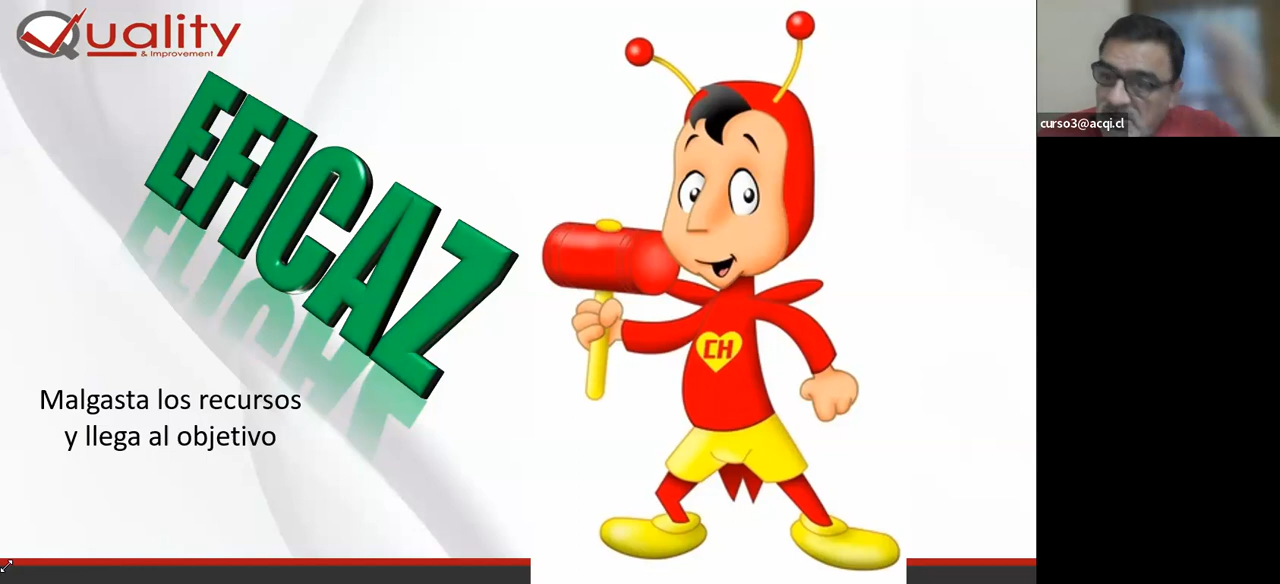 Quality
& Improvement
EFICAZ
Malgasta los recursos
y llega al objetivo
CH
curso3@acqi.cl